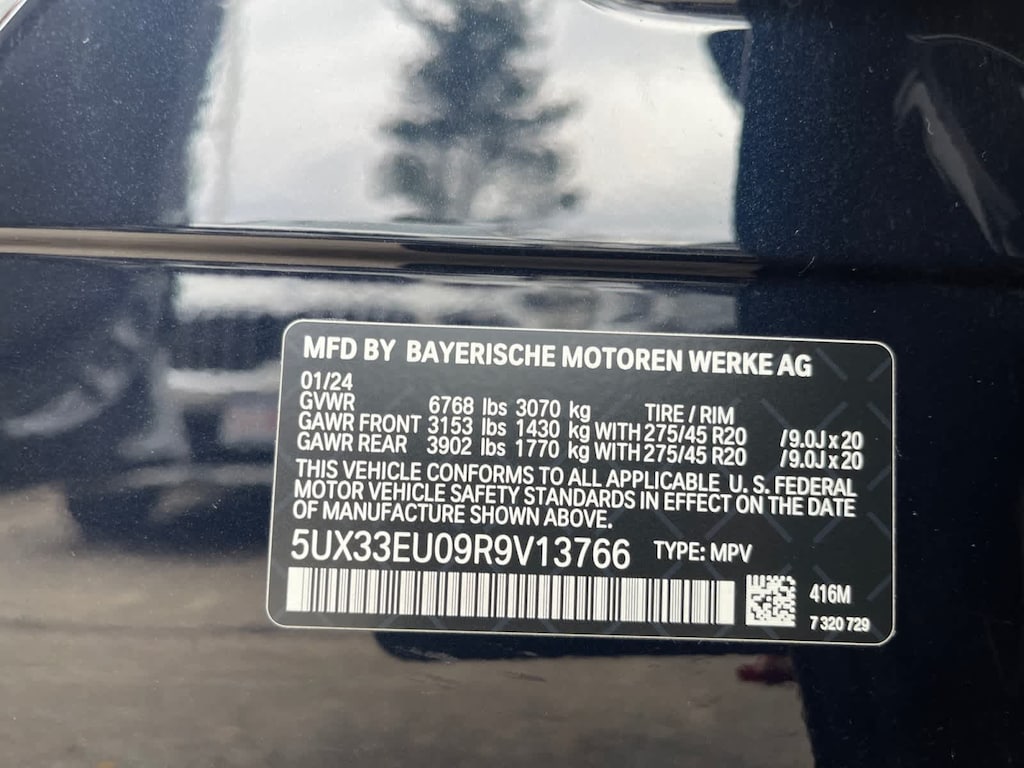 MFD BY BAYERISCHE MOTOREN WERKE AG
01/24
GVWR 6768 lbs 3070 kg TIRE / RIM
GAWR FRONT 3153 lbs 1430 kg WITH 275/45 R20 /9.0J x 20
GAWR REAR 3902 lbs 1770 kg WITH 275/45 R20 /9.0J x 20
THIS VEHICLE CONFORMS TO ALL APPLICABLE U. S. FEDERAL
MOTOR VEHICLE SAFETY STANDARDS IN EFFECT ON THE DATE
OF MANUFACTURE SHOWN ABOVE.
5UX33EU09R9V13766 TYPE: MPV
416M
7 320 729